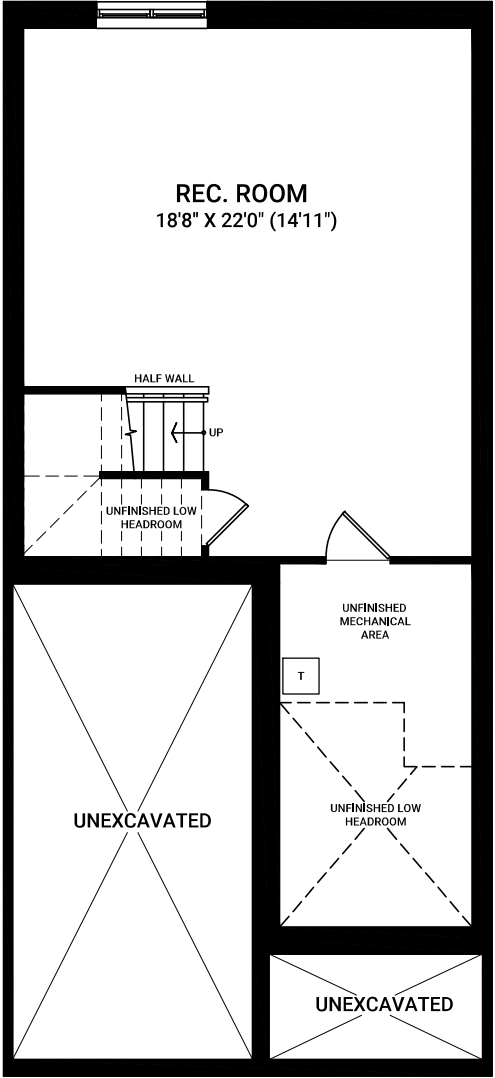 REC. ROOM
18'8" X 22'0" (14'11")
HALF WALL
UP
UNFINISHED LOW
HEADROOM
UNFINISHED
MECHANICAL
AREA
T
UNFINISHED LOW
HEADROOM
UNEXCAVATED
UNEXCAVATED